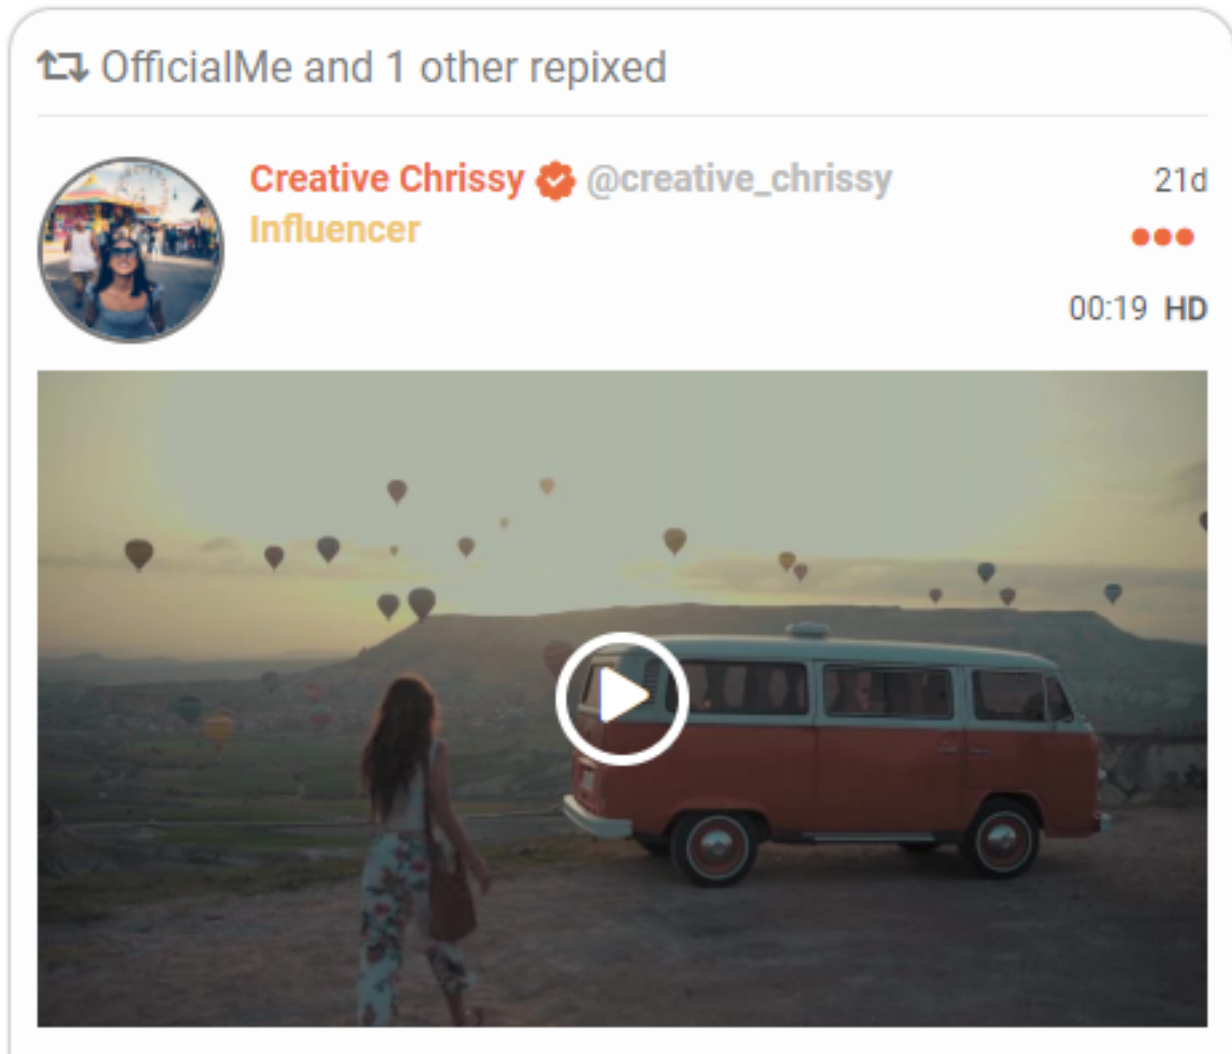 OfficialMe and 1 other repixed
Creative Chrissy @creative_chrissy 21d
Influencer
00:19 HD